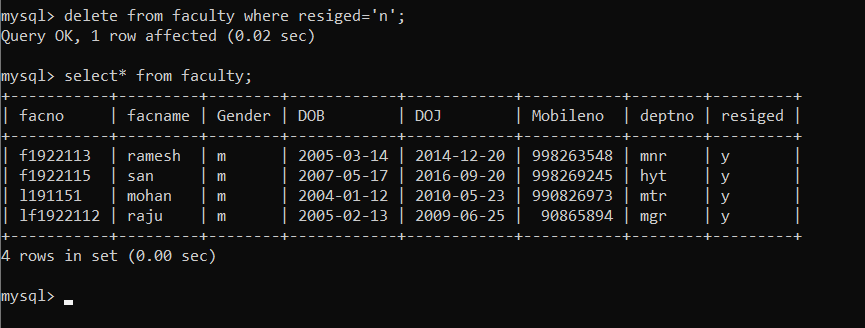 mysql> delete from faculty where resiged='n';
Query OK, 1 row affected (0.02 sec)
mysql> select* from faculty;
+-----------+---------+--------+------------+------------+-----------+--------+---------+
| facno     | facname | Gender | DOB        | DOJ        | Mobileno  | deptno | resiged |
+-----------+---------+--------+------------+------------+-----------+--------+---------+
| f1922113  | ramesh  | m      | 2005-03-14 | 2014-12-20 | 998263548 | mnr    | y       |
| f1922115  | san     | m      | 2007-05-17 | 2016-09-20 | 998269245 | hyt    | y       |
| l191151   | mohan   | m      | 2004-01-12 | 2010-05-23 | 990826973 | mtr    | y       |
| lf1922112 | raju    | m      | 2005-02-13 | 2009-06-25 |  90865894 | mgr    | y       |
+-----------+---------+--------+------------+------------+-----------+--------+---------+
4 rows in set (0.00 sec)
mysql>